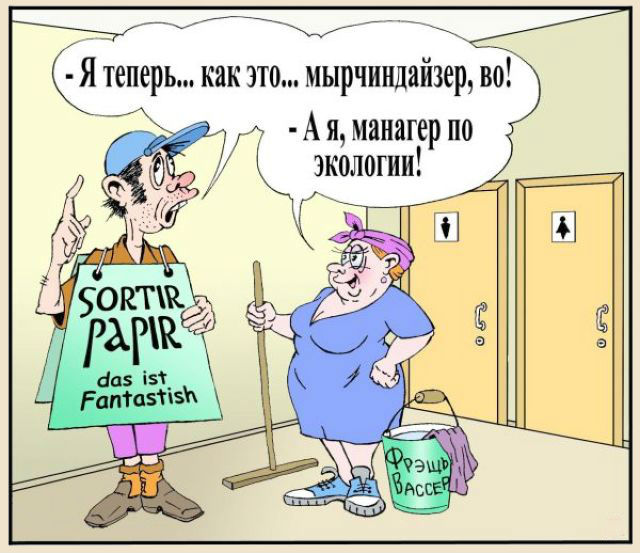 - Я теперь... как это... мырчиндайзер, во!
- А я, манагер по
экологии!
SORTIR
PAPIR
das ist
Fantastish
Фрэщь
Вассер